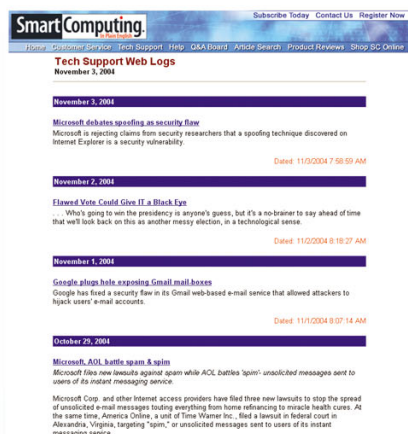 SmartComputing.
In Plain English
Subscribe Today Contact Us Register Now
Home Customer Service Tech Support Help Q&A Board Article Search Product Reviews Shop SC Online
Tech Support Web Logs
November 3, 2004
November 3, 2004
Microsoft debates spoofing as security flaw
Microsoft is rejecting claims from security researchers that a spoofing technique discovered on
Internet Explorer is a security vulnerability.
Dated: 11/3/2004 7:58:59 AM
November 2, 2004
Flawed Vote Could Give IT a Black Eye
. . . Who's going to win the presidency is anyone's guess, but it's a no-brainer to say ahead of time
that we'll look back on this as another messy election, in a technological sense.
Dated: 11/2/2004 8:18:27 AM
November 1, 2004
Google plugs hole exposing Gmail mail-boxes
Google has fixed a security flaw in its Gmail web-based e-mail service that allowed attackers to
hijack users' e-mail accounts.
Dated: 11/1/2004 8:07:14 AM
October 29, 2004
Microsoft, AOL battle spam & spim
Microsoft files new lawsuits against spam while AOL battles 'spim'- unsolicited messages sent to
users of its instant messaging service.
Microsoft Corp. and other Internet access providers have filed three new lawsuits to stop the spread
of unsolicited e-mail messages touting everything from home refinancing to miracle health cures. At
the same time, America Online, a unit of Time Warner Inc., filed a lawsuit in federal court in
Alexandria, Virginia, targeting "spim," or unsolicited messages sent to users of its instant
messaging service.